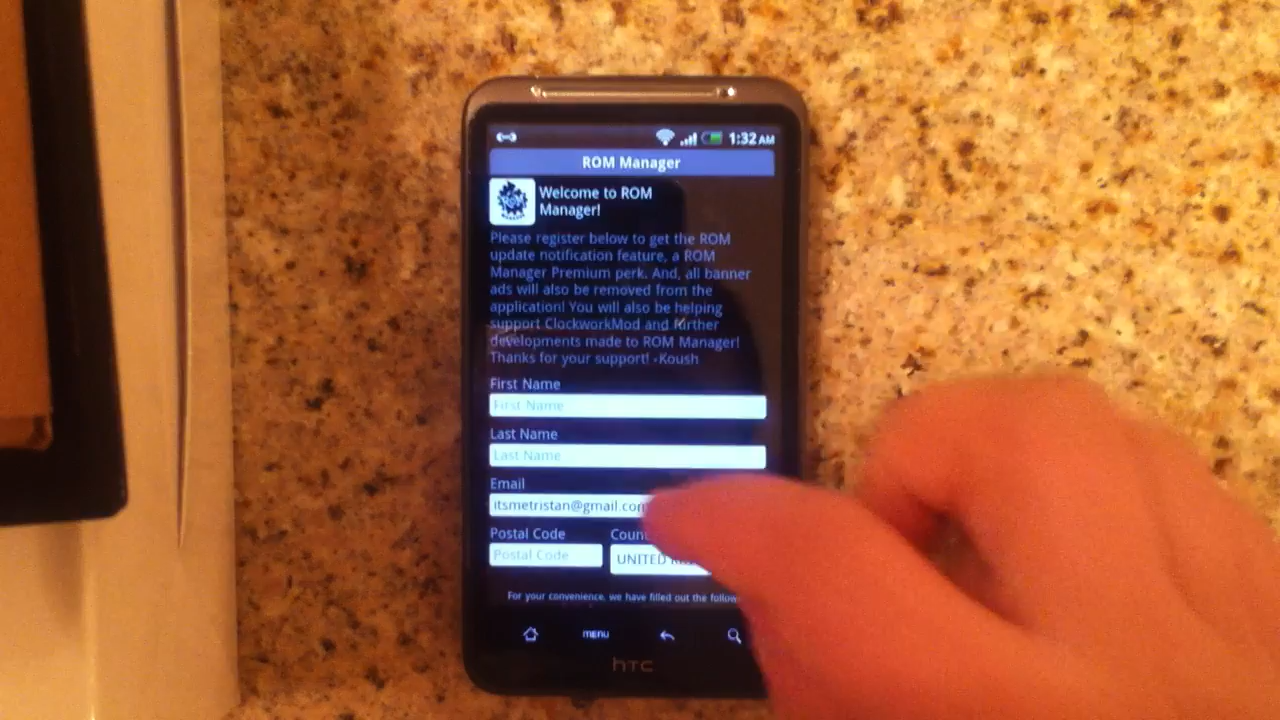 1:32 AM
ROM Manager
ROM
Welcome to ROM
Manager!
Please register below to get the ROM
update notification feature, a ROM
Manager Premium perk. And, all banner
ads will also be removed from the
application! You will also be helping
support ClockworkMod and further
developments made to ROM Manager!
Thanks for your support! -Koush
First Name
First Name
Last Name
Last Name
Email
itsmetristan@gmail.com
Postal Code Coun
Postal Code UNITED
For your convenience, we have filled out the follow
MENU
hTC